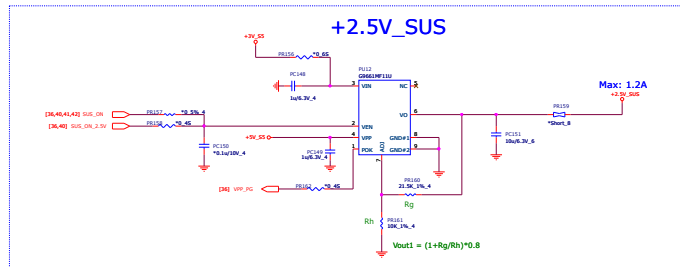 +2.5V_SUS
+3V_S5
PR156
*0_6S
PU12
G9661MF11U
PC148
1u/6.3V_4
3
VIN
NC
5
Max: 1.2A
+2.5V_SUS
[36,40,41,42] SUS_ON
PR157
*0_5%_4
VO
6
PR159
*Short_B
[36,40] SUS_ON_2.5V
PR158
*0_4S
2
VEN
+5V_S5
4
VPP
GND#1
8
PC151
10u/6.3V_6
PC150
*0.1u/10V_4
PC149
1u/6.3V_4
1
POK
ADJ
GND#2
9
7
[36] VPP_PG
PR162
*0_4S
PR160
21.5K_1%_4
Rg
Rh
PR161
10K_1%_4
Vout1 = (1+Rg/Rh)*0.8